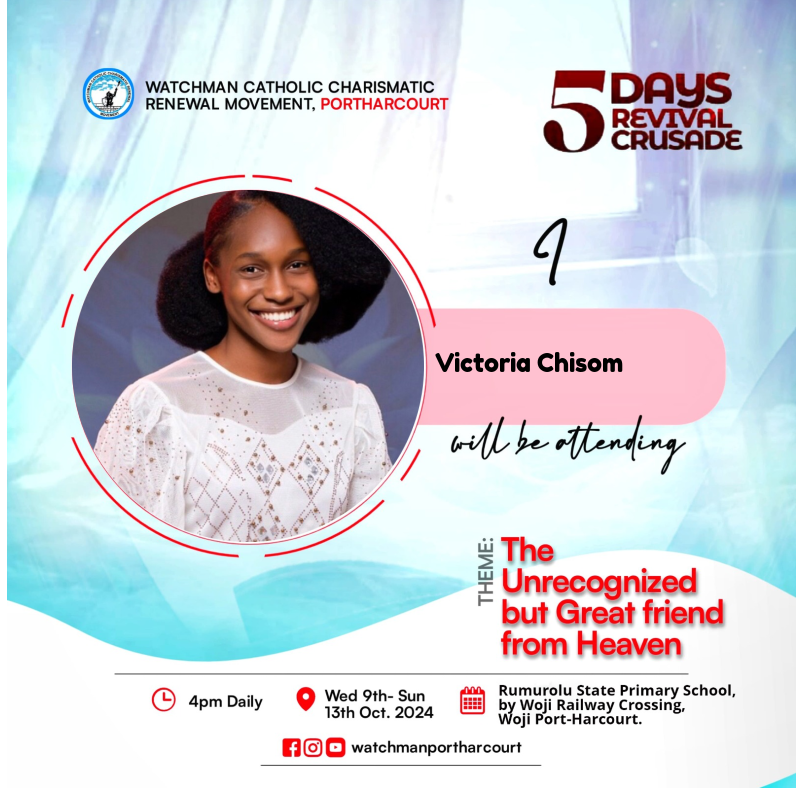 WATCHMAN CATHOLIC CHARISMATIC
RENEWAL MOVEMENT, PORTHARCOURT
5 DAYS
REVIVAL
CRUSADE
I
Victoria Chisom
will be attending
THEME:
The
Unrecognized
but Great friend
from Heaven
4pm Daily
Wed 9th- Sun
13th Oct. 2024
Rumurolu State Primary School,
by Woji Railway Crossing,
Woji Port-Harcourt.
watchmanportharcourt